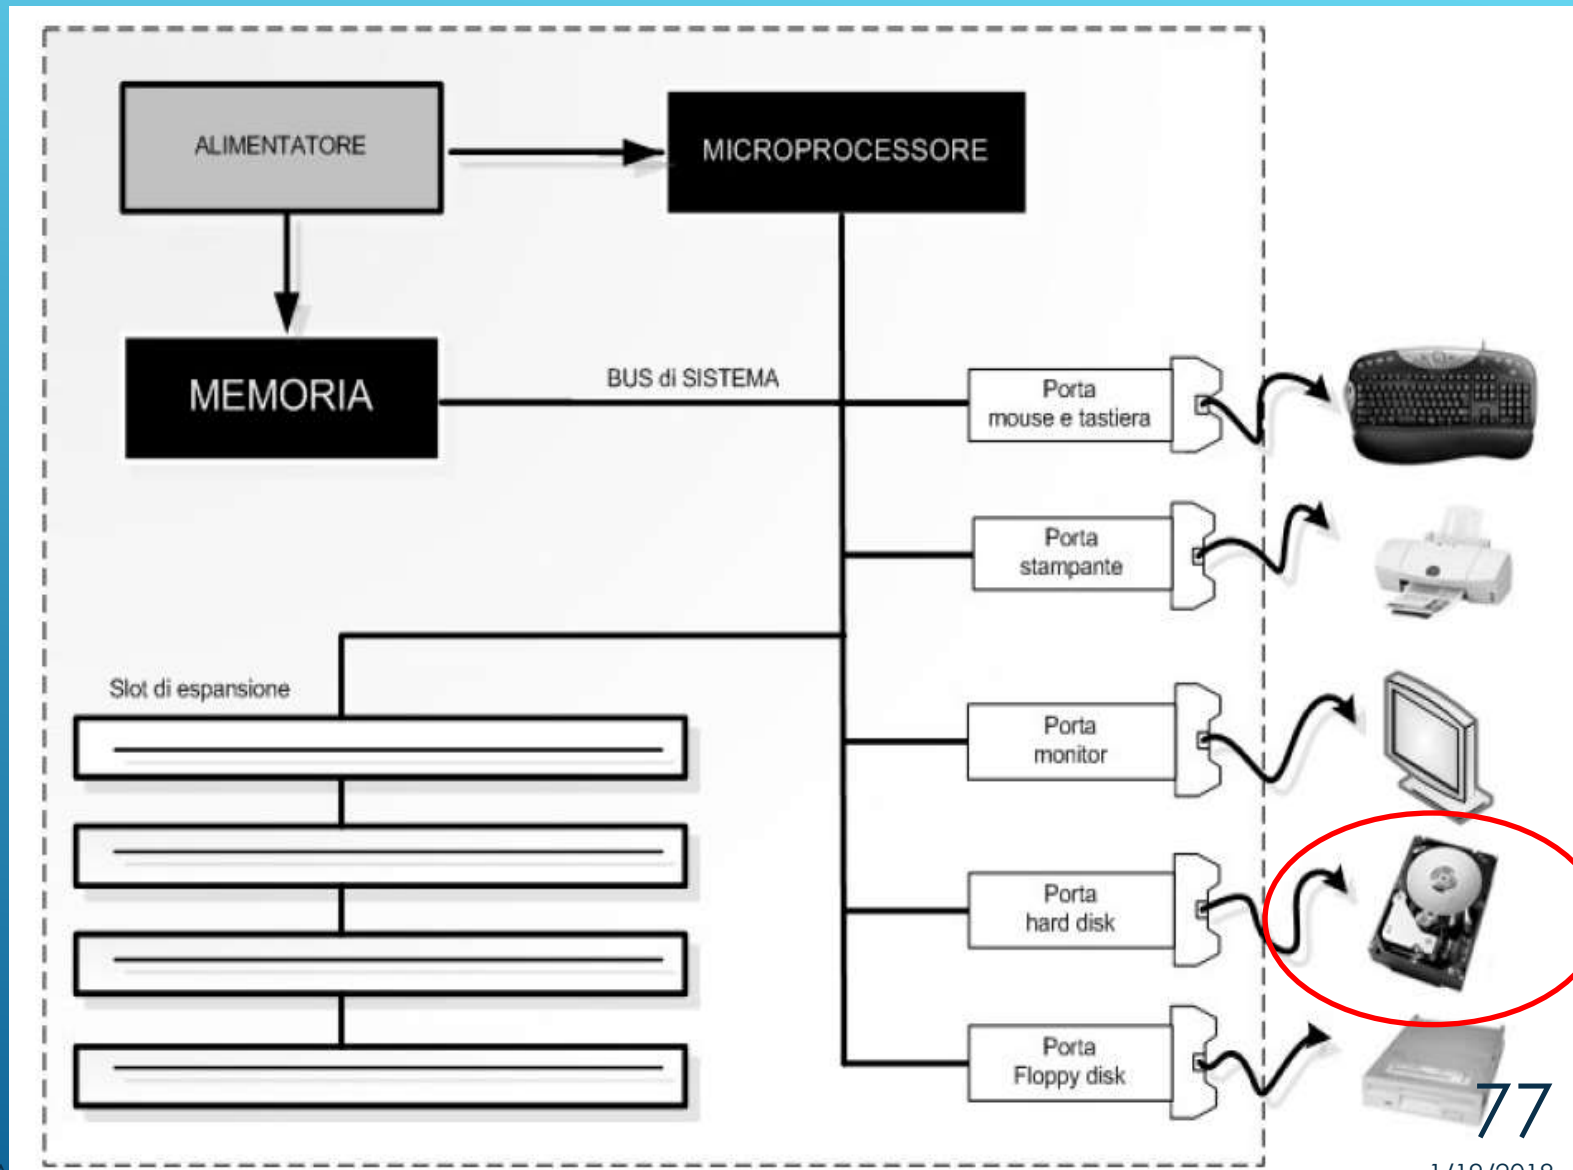 ALIMENTATORE
MICROPROCESSORE
MEMORIA
BUS di SISTEMA
Porta
mouse e tastiera
Porta
stampante
Slot di espansione
Porta
monitor
Porta
hard disk
Porta
Floppy disk
77